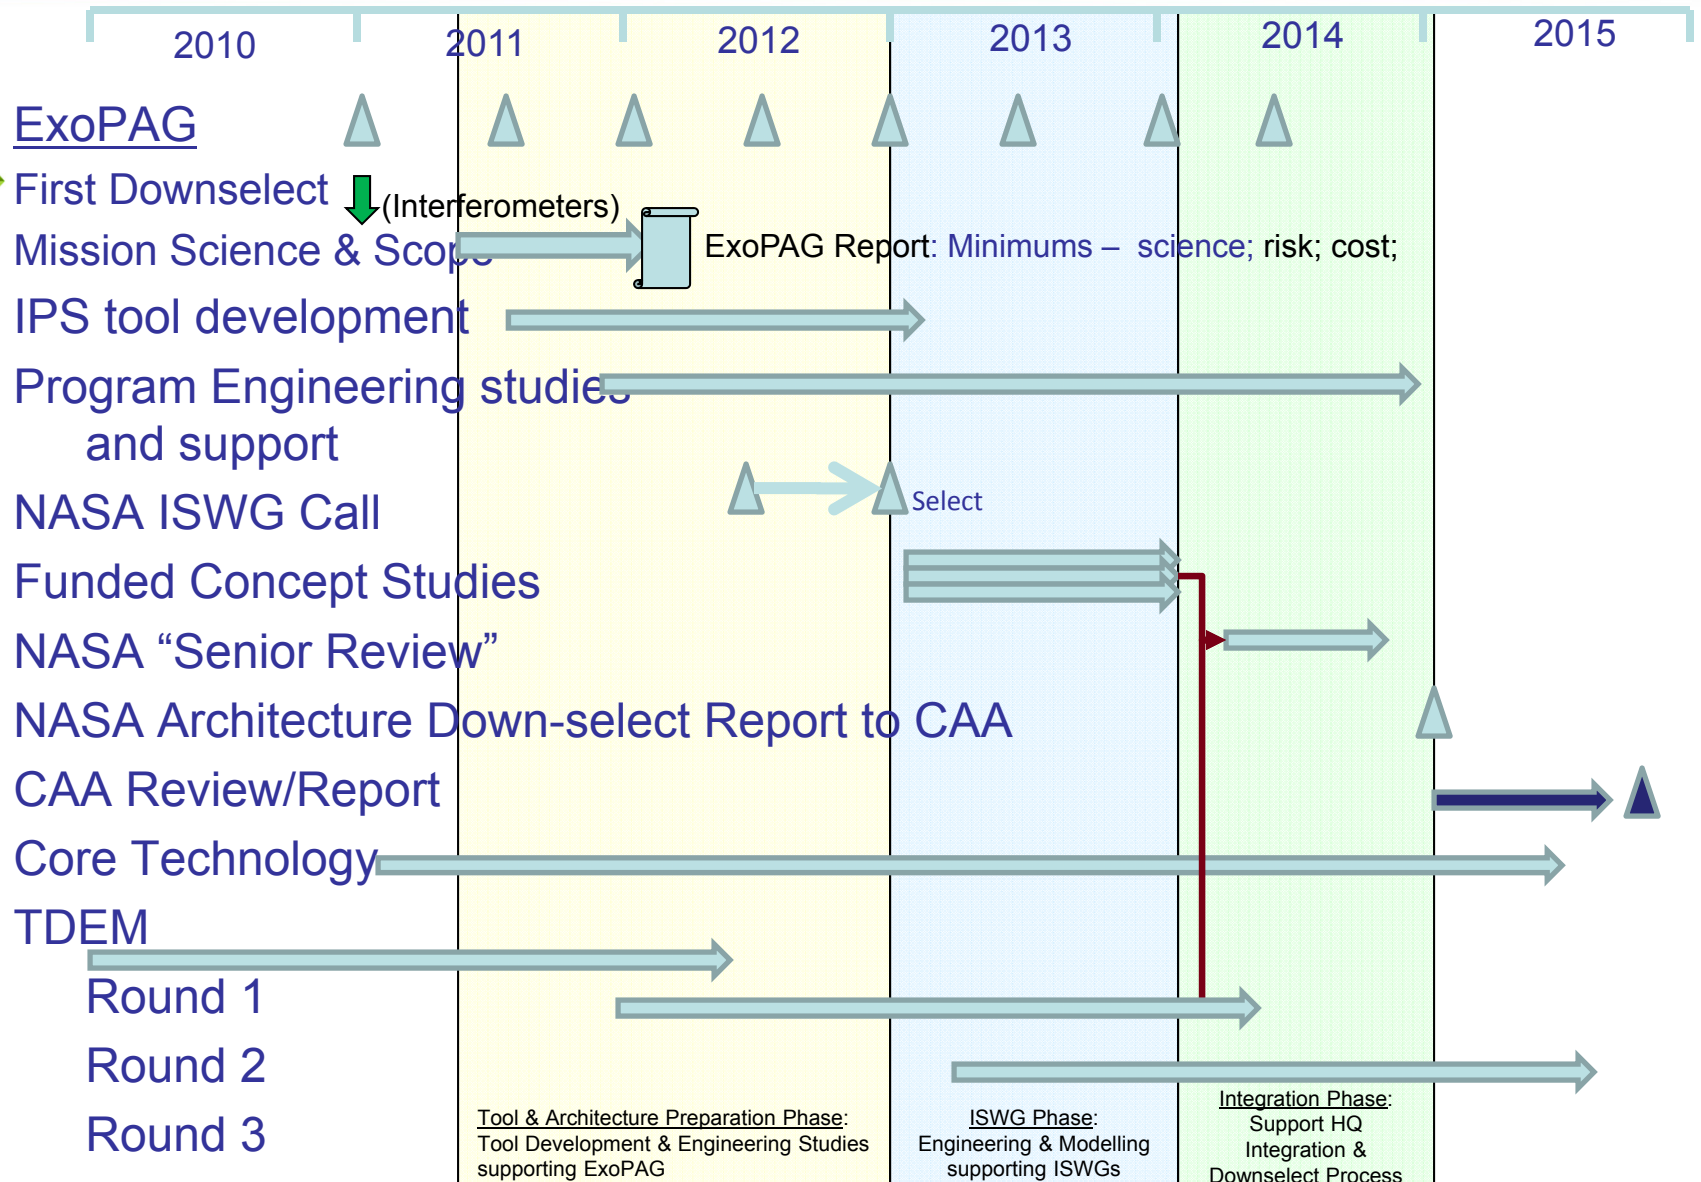 2010 2011 2012 2013 2014 2015
ExoPAG
First Downselect
(Interferometers)
Mission Science & Scope
ExoPAG Report: Minimums – science; risk; cost;
IPS tool development
Program Engineering studies
and support
NASA ISWG Call
Select
Funded Concept Studies
NASA “Senior Review”
NASA Architecture Down-select Report to CAA
CAA Review/Report
Core Technology
TDEM
Round 1
Round 2
Round 3
Tool & Architecture Preparation Phase:
Tool Development & Engineering Studies
supporting ExoPAG
ISWG Phase:
Engineering & Modelling
supporting ISWGs
Integration Phase:
Support HQ
Integration &
Downselect Process